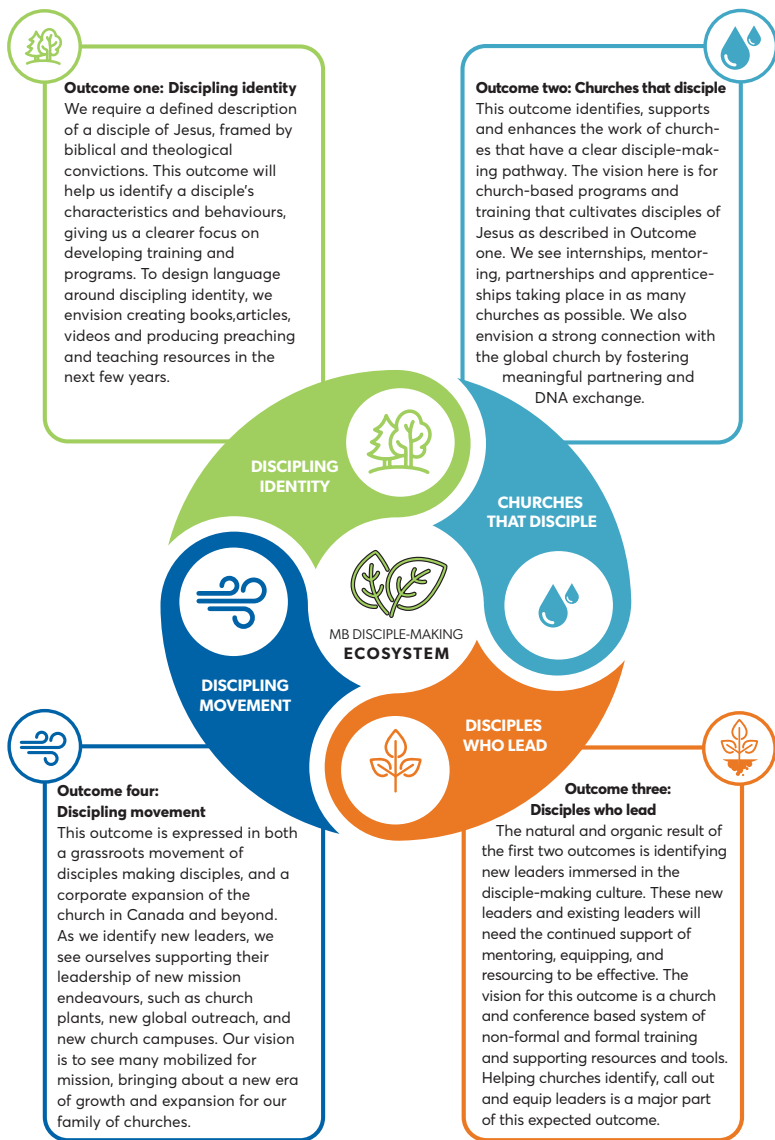 Outcome one: Discipling identity
We require a defined description
of a disciple of Jesus, framed by
biblical and theological
convictions. This outcome will
help us identify a disciple's
characteristics and behaviours,
giving us a clearer focus on
developing training and
programs. To design language
around discipling identity, we
envision creating books,articles,
videos and producing preaching
and teaching resources in the
next few years.
Outcome two: Churches that disciple
This outcome identifies, supports
and enhances the work of church-
es that have a clear disciple-mak-
ing pathway. The vision here is for
church-based programs and
training that cultivates disciples of
Jesus as described in Outcome
one. We see internships, mentor-
ing, partnerships and apprentice-
ships taking place in as many
churches as possible. We also
envision a strong connection with
the global church by fostering
meaningful partnering and
DNA exchange.
DISCIPLING
IDENTITY
CHURCHES
THAT DISCIPLE
MB DISCIPLE-MAKING
ECOSYSTEM
DISCIPLING
MOVEMENT
DISCIPLES
WHO LEAD
Outcome four:
Discipling movement
This outcome is expressed in both
a grassroots movement of
disciples making disciples, and a
corporate expansion of the
church in Canada and beyond.
As we identify new leaders, we
see ourselves supporting their
leadership of new mission
endeavours, such as church
plants, new global outreach, and
new church campuses. Our vision
is to see many mobilized for
mission, bringing about a new era
of growth and expansion for our
family of churches.
Outcome three:
Disciples who lead
The natural and organic result of
the first two outcomes is identifying
new leaders immersed in the
disciple-making culture. These new
leaders and existing leaders will
need the continued support of
mentoring, equipping, and
resourcing to be effective. The
vision for this outcome is a church
and conference based system of
non-formal and formal training
and supporting resources and tools.
Helping churches identify, call out
and equip leaders is a major part
of this expected outcome.